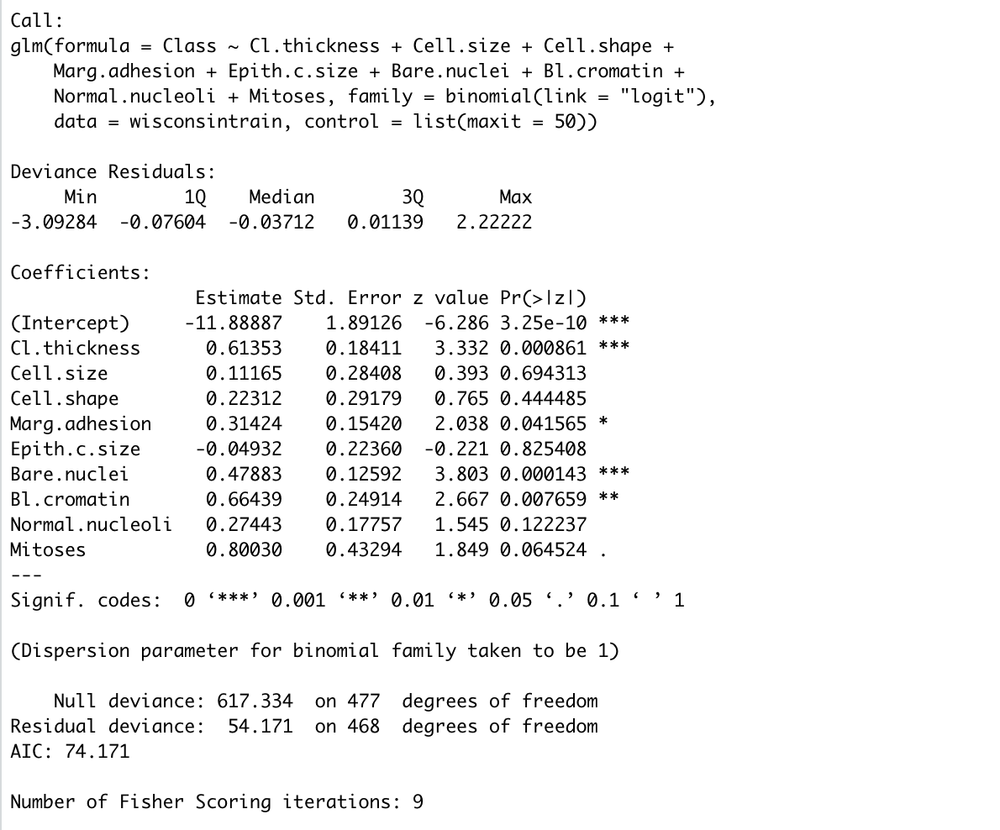 Call:
glm(formula = Class ~ Cl.thickness + Cell.size + Cell.shape +
    Marg.adhesion + Epith.c.size + Bare.nuclei + Bl.cromatin +
    Normal.nucleoli + Mitoses, family = binomial(link = "logit"),
    data = wisconsintrain, control = list(maxit = 50))

Deviance Residuals:
     Min        1Q    Median        3Q       Max
-3.09284  -0.07604  -0.03712   0.01139   2.22222

Coefficients:
                 Estimate Std. Error z value Pr(>|z|)
(Intercept)     -11.88887    1.89126  -6.286 3.25e-10 ***
Cl.thickness      0.61353    0.18411   3.332 0.000861 ***
Cell.size         0.11165    0.28408   0.393 0.694313
Cell.shape        0.22312    0.29179   0.765 0.444485
Marg.adhesion     0.31424    0.15420   2.038 0.041565 *
Epith.c.size     -0.04932    0.22360  -0.221 0.825408
Bare.nuclei       0.47883    0.12592   3.803 0.000143 ***
Bl.cromatin       0.66439    0.24914   2.667 0.007659 **
Normal.nucleoli   0.27443    0.17757   1.545 0.122237
Mitoses           0.80030    0.43294   1.849 0.064524 .
---
Signif. codes:  0 ‘***’ 0.001 ‘**’ 0.01 ‘*’ 0.05 ‘.’ 0.1 ‘ ’ 1

(Dispersion parameter for binomial family taken to be 1)

    Null deviance: 617.334  on 477  degrees of freedom
Residual deviance:  54.171  on 468  degrees of freedom
AIC: 74.171

Number of Fisher Scoring iterations: 9